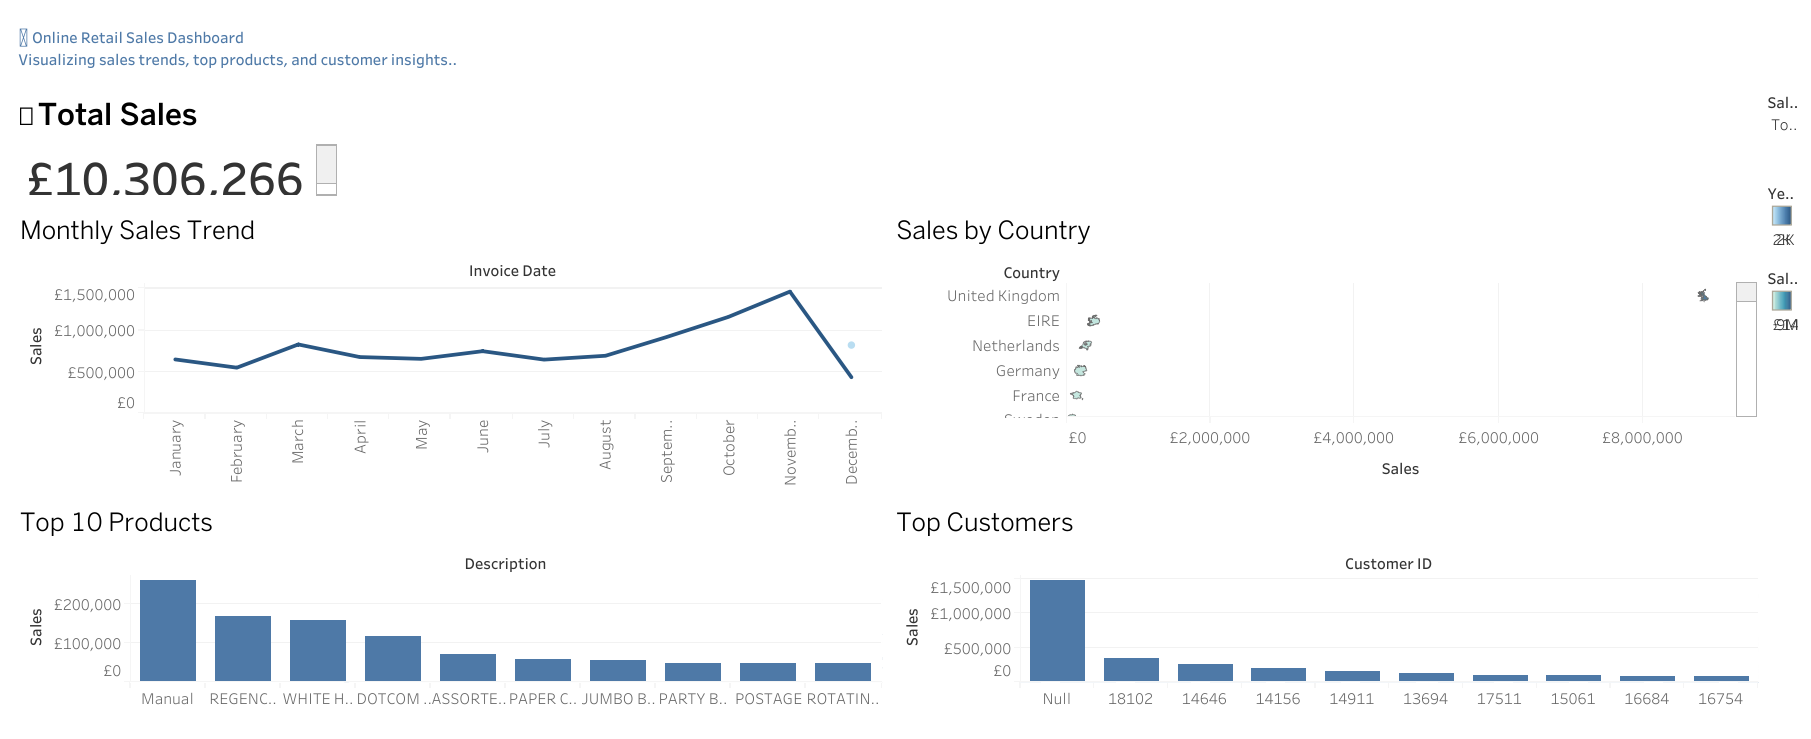 Online Retail Sales Dashboard
Visualizing sales trends, top products, and customer insights..
Total Sales
£10,306,266
Sal..
To..
Ye..
Sal..
Monthly Sales Trend
Invoice Date
Sales
£1,500,000
£1,000,000
£500,000
£0
January
February
March
April
May
June
July
August
Septem..
October
Novemb..
Decemb..
Sales by Country
Country
United Kingdom
EIRE
Netherlands
Germany
France
Sweden
£0
£2,000,000
£4,000,000
£6,000,000
£8,000,000
Sales
Top 10 Products
Description
Sales
£200,000
£100,000
£0
Manual
REGENC..
WHITE H..
DOTCOM ..
ASSORTE..
PAPER C..
JUMBO B..
PARTY B..
POSTAGE
ROTATIN..
Top Customers
Customer ID
Sales
£1,500,000
£1,000,000
£500,000
£0
Null
18102
14646
14156
14911
13694
17511
15061
16684
16754